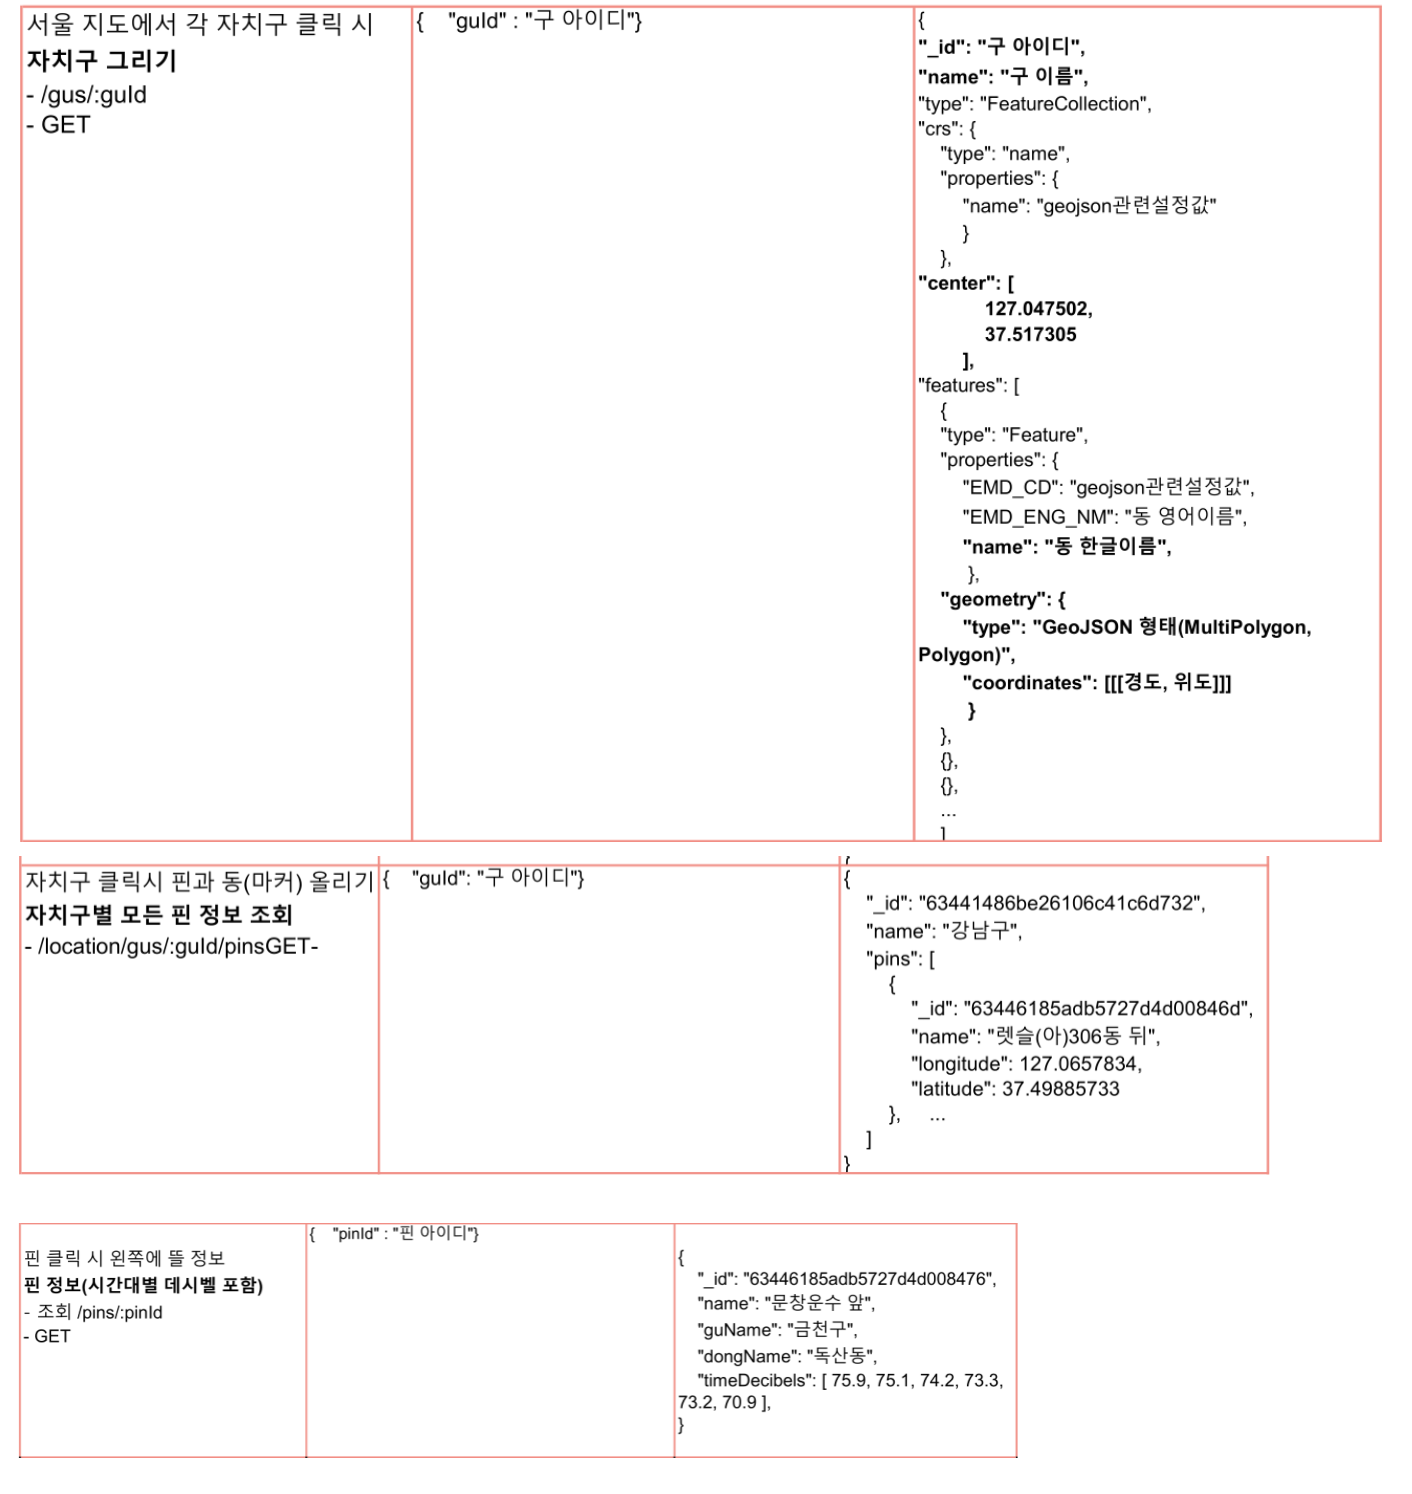 서울 지도에서 각 자치구 클릭 시
자치구 그리기
- /gus/:guId
- GET
{    "guId" : "구 아이디"}
{
"_id": "구 아이디",
"name": "구 이름",
"type": "FeatureCollection",
"crs": {
"type": "name",
"properties": {
"name": "geojson관련설정값"
}
},
"center": [
127.047502,
37.517305
],
"features": [
{
"type": "Feature",
"properties": {
"EMD_CD": "geojson관련설정값",
"EMD_ENG_NM": "동 영어이름",
"name": "동 한글이름",
},
"geometry": {
"type": "GeoJSON 형태(MultiPolygon,
Polygon)",
"coordinates": [[[경도, 위도]]]
}
},
{},
{},
...
]
자치구 클릭시 핀과 동(마커) 올리기
자치구별 모든 핀 정보 조회
- /location/gus/:guId/pinsGET-
{    "guId": "구 아이디"}
{
{
"_id": "63441486be26106c41c6d732",
"name": "강남구",
"pins": [
{
"_id": "63446185adb5727d4d00846d",
"name": "렛슬(아)306동 뒤",
"longitude": 127.0657834,
"latitude": 37.49885733
},    ...
]
}
핀 클릭 시 왼쪽에 뜰 정보
핀 정보(시간대별 데시벨 포함)
- 조회 /pins/:pinId
- GET
{    "pinId" : "핀 아이디"}
{
"_id": "63446185adb5727d4d008476",
"name": "문창운수 앞",
"guName": "금천구",
"dongName": "독산동",
"timeDecibels": [ 75.9, 75.1, 74.2, 73.3,
73.2, 70.9 ],
}